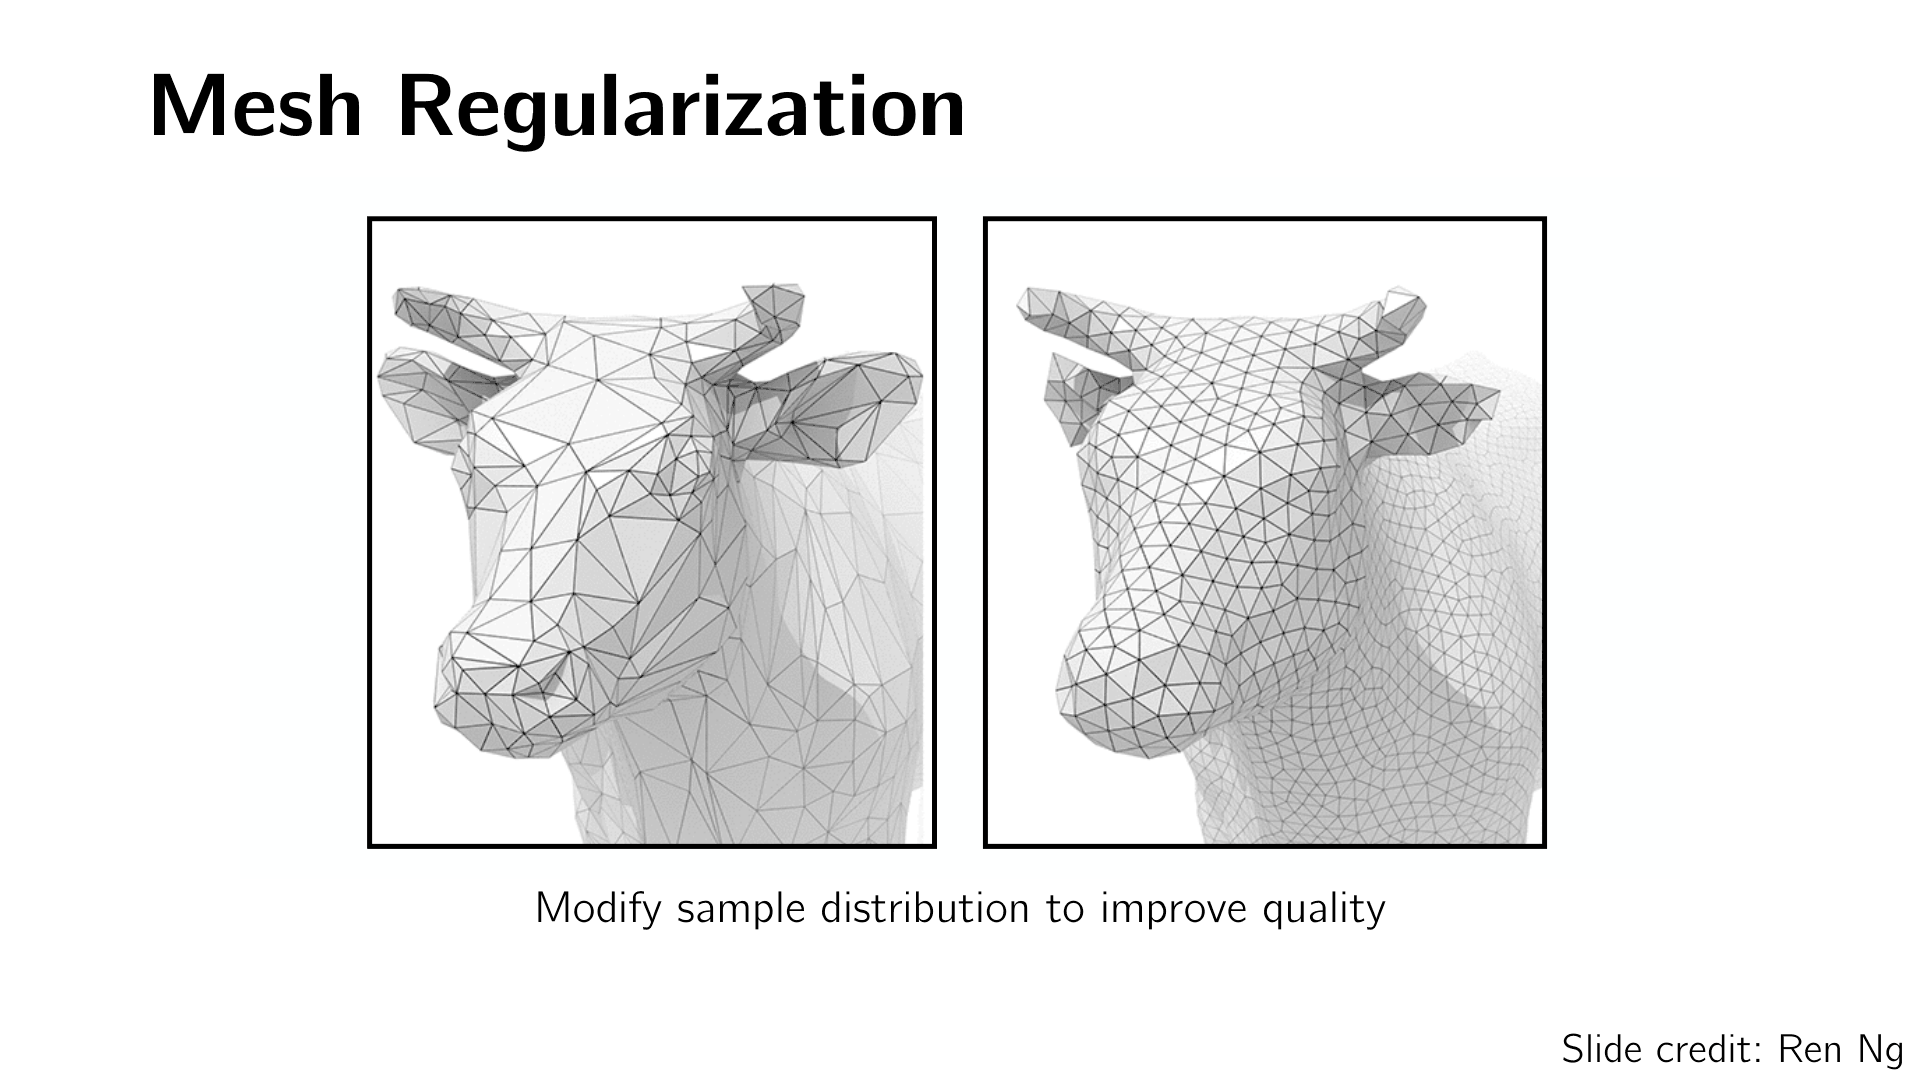 Mesh Regularization
Modify sample distribution to improve quality
Slide credit: Ren Ng